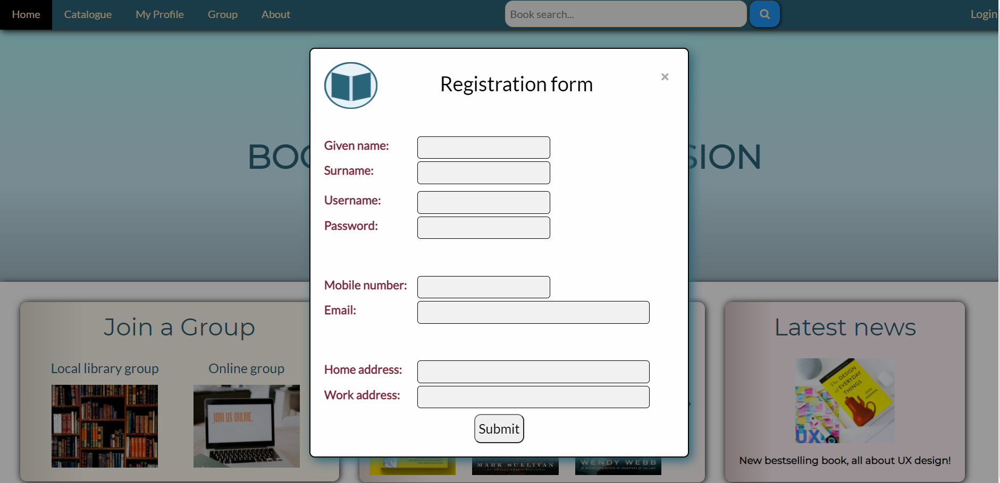 Home Catalogue My Profile Group About Book search... Login
Registration form ×
BOO SION
Given name:
Surname:
Username:
Password:
Mobile number:
Email:
Home address:
Work address:
Submit
Join a Group
Local library group Online group
JOIN US ONLINE.
MARK SULLIVAN
WENDY WEBB
Latest news
The DESIGN
of EVERYDAY
THINGS
DON
NORMAN
UX
New bestselling book, all about UX design!